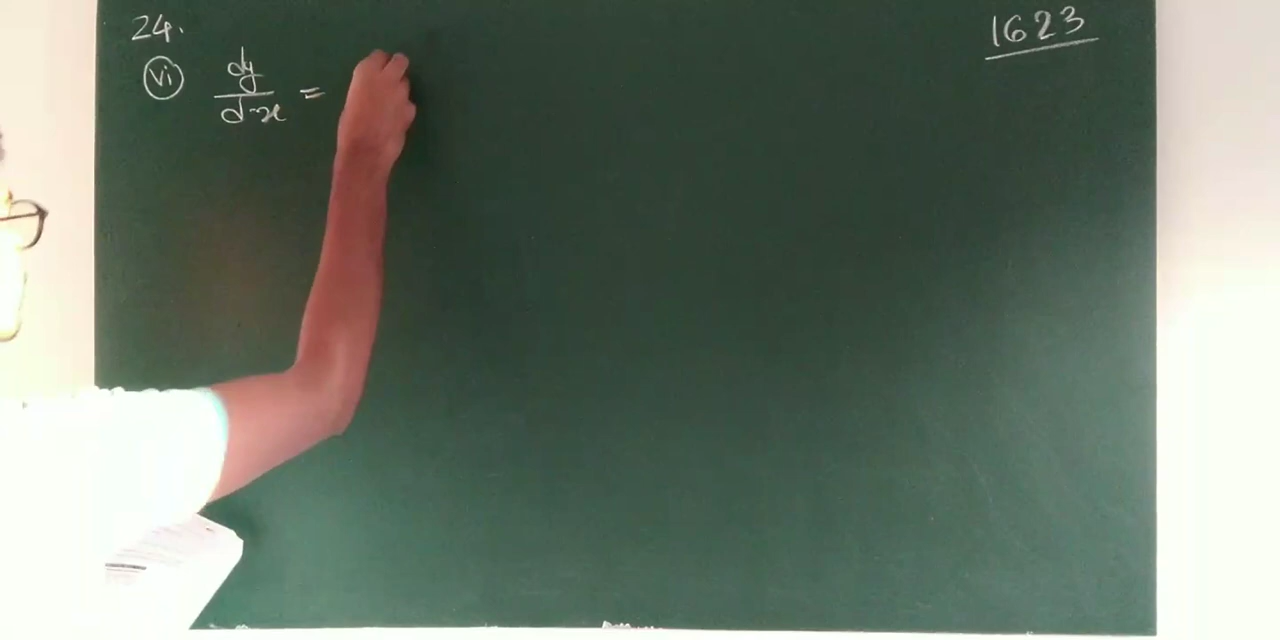 24.
1623
(vi) dy/dx =